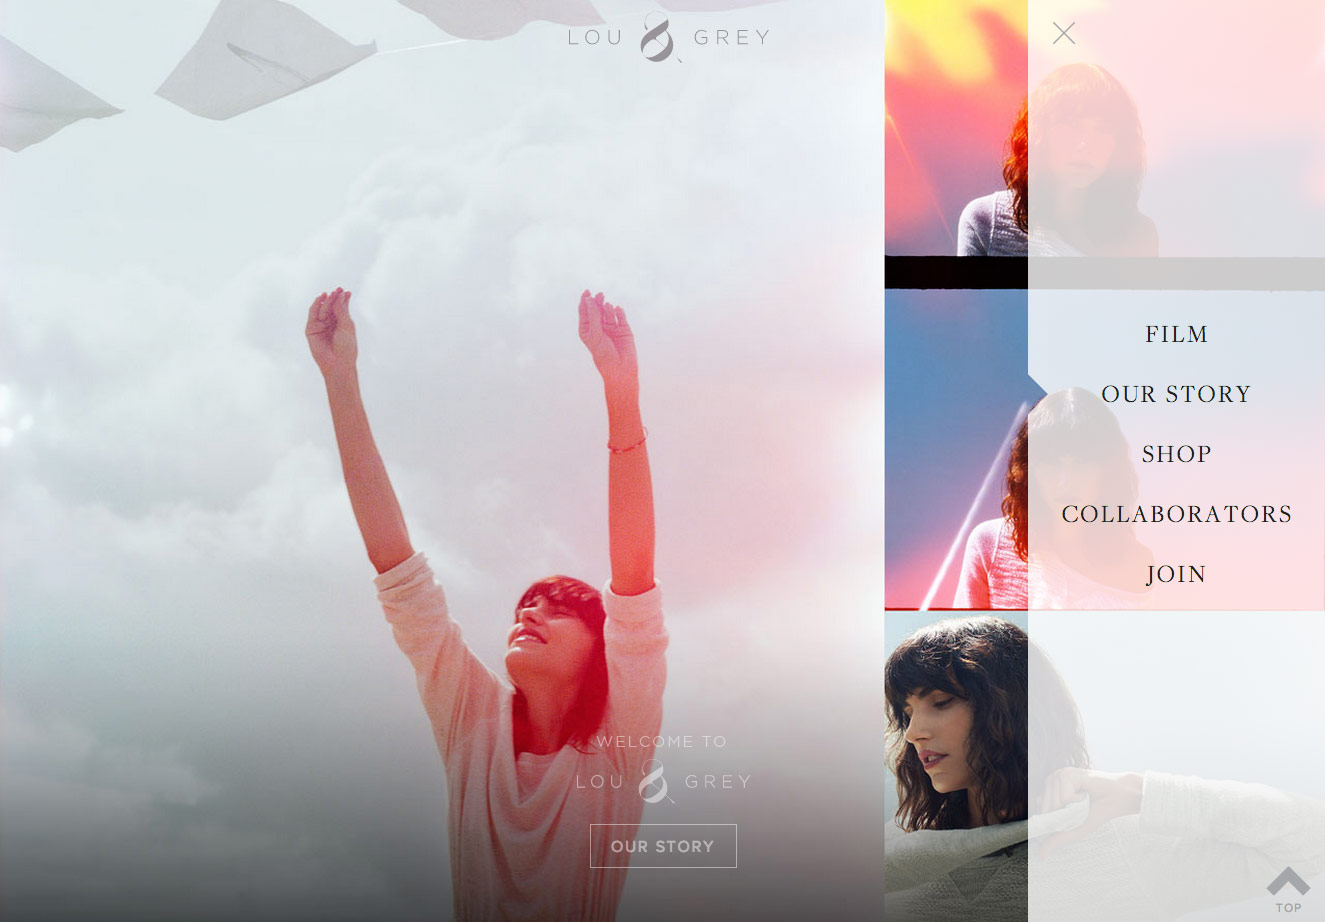 LOU & GREY
FILM
OUR STORY
SHOP
COLLABORATORS
JOIN
WELCOME TO
LOU & GREY
OUR STORY
TOP